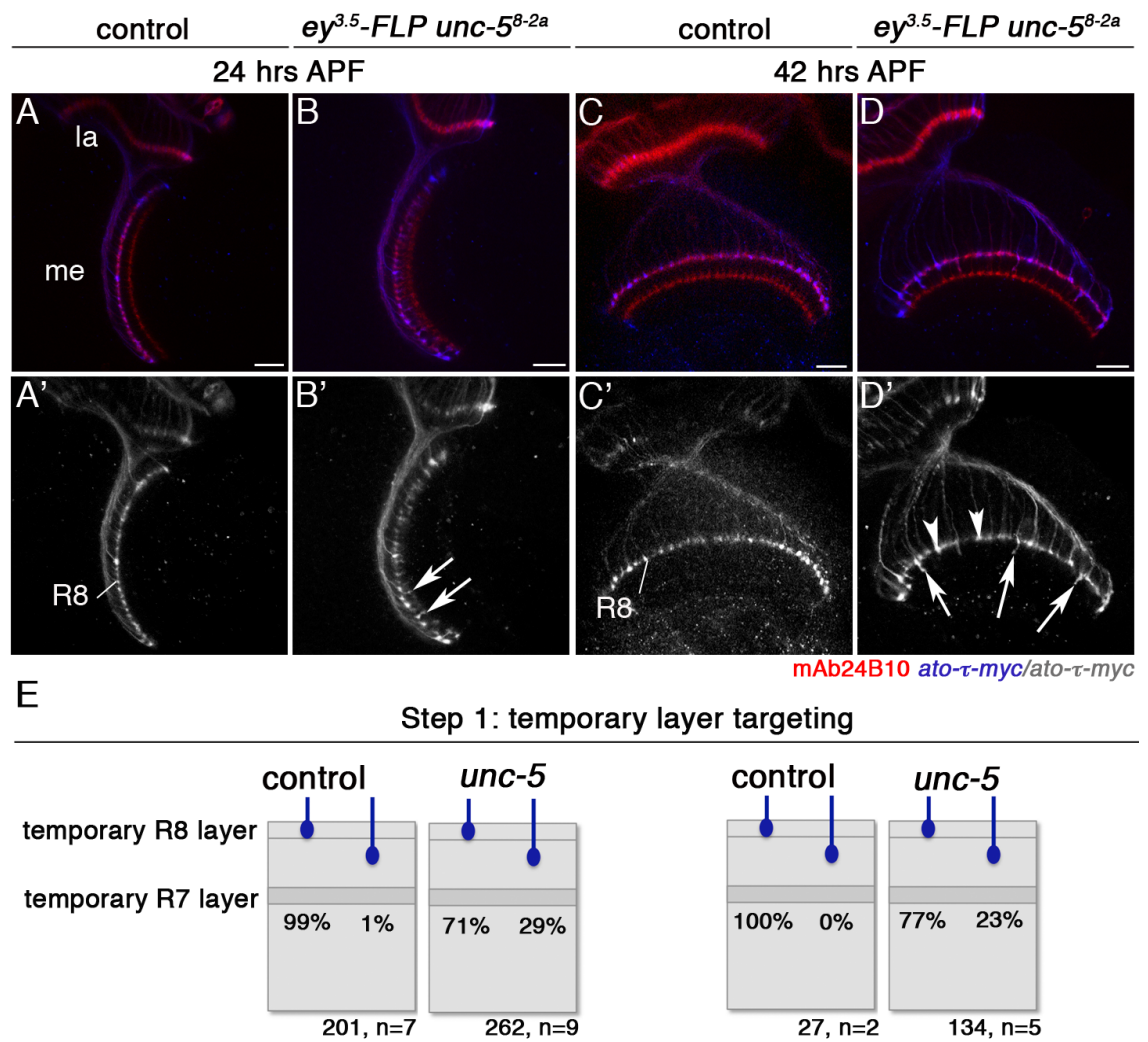 control ey³·⁵-FLP unc-5⁸⁻²ᵃ control ey³·⁵-FLP unc-5⁸⁻²ᵃ
24 hrs APF 42 hrs APF
A B C D
la
me
A' B' C' D'
R8 R8
mAb24B10 ato-τ-myc/ato-τ-myc
E
Step 1: temporary layer targeting
control unc-5 control unc-5
temporary R8 layer
temporary R7 layer
99% 1% 71% 29% 100% 0% 77% 23%
201, n=7 262, n=9 27, n=2 134, n=5